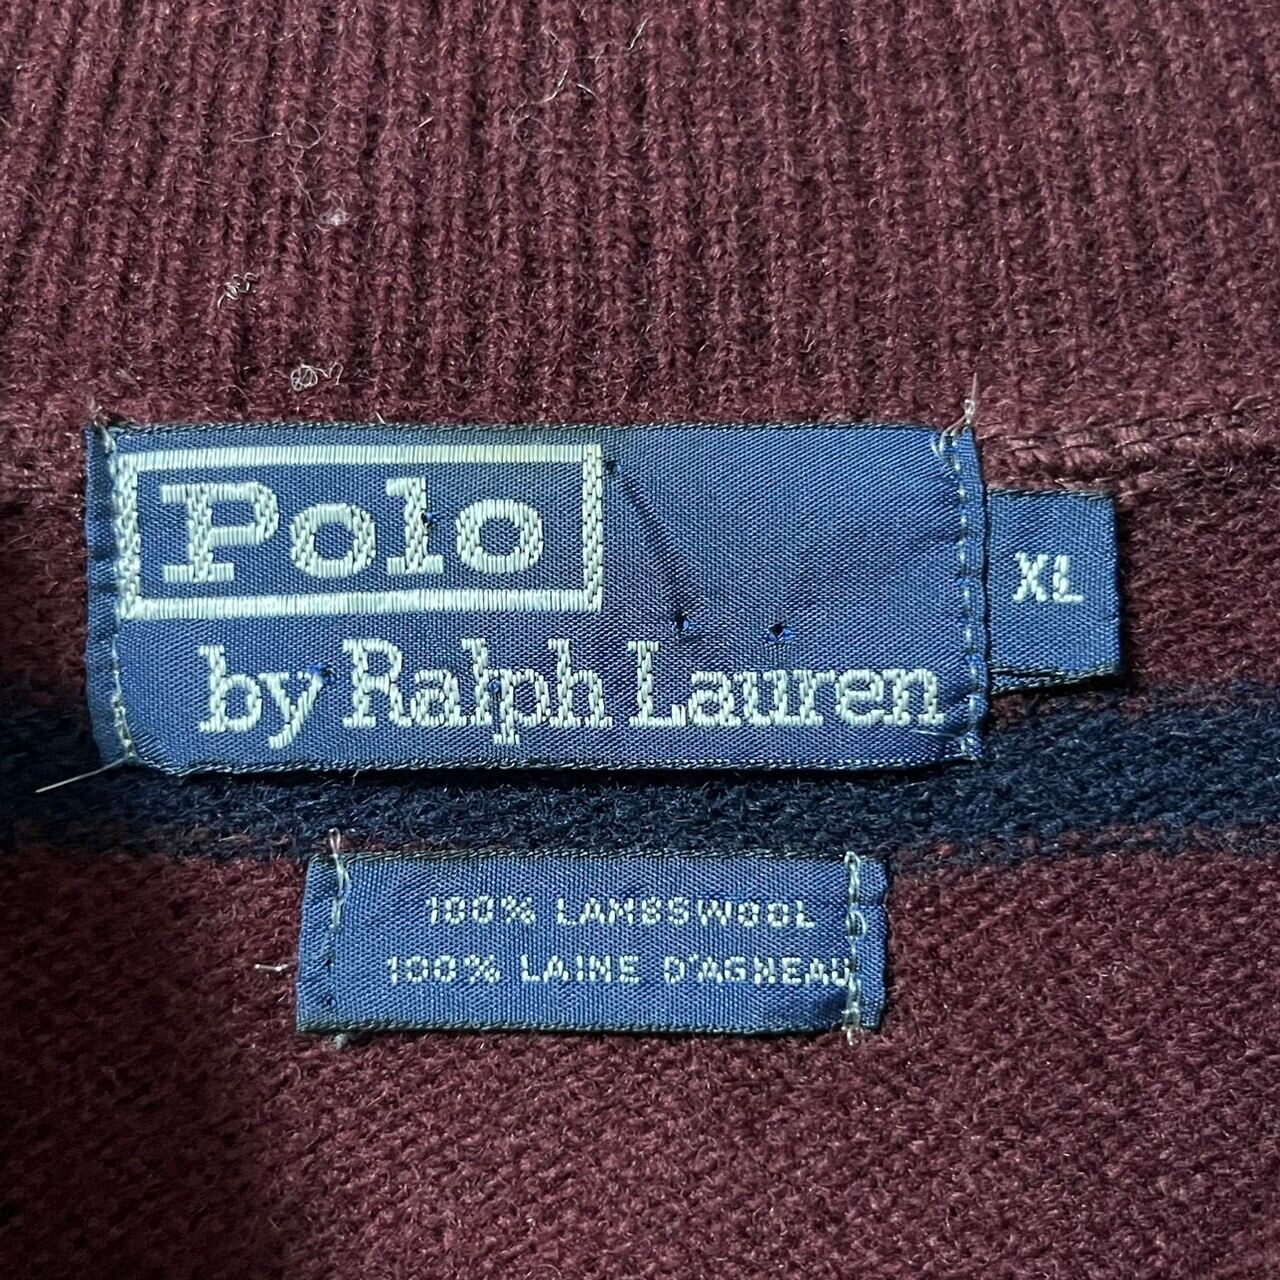 Polo
by Ralph Lauren
XL
100% LAMBSWOOL
100% LAINE D'AGNEAU